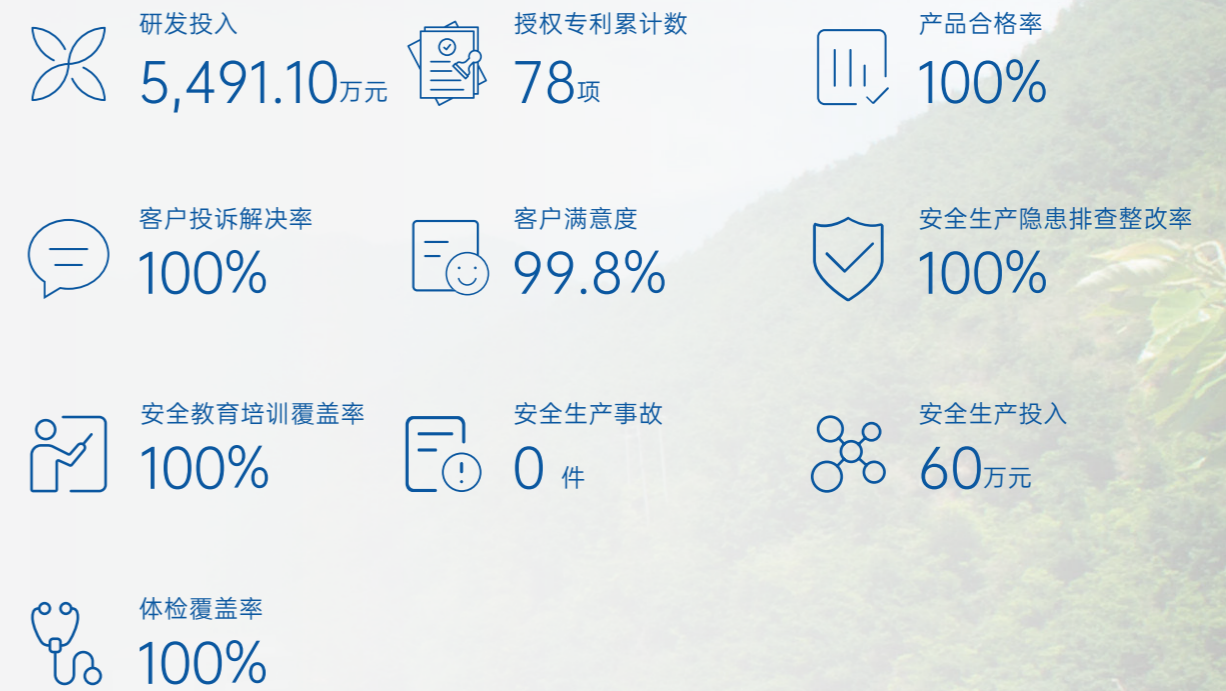 研发投入
5,491.10万元
授权专利累计数
78项
产品合格率
100%
客户投诉解决率
100%
客户满意度
99.8%
安全生产隐患排查整改率
100%
安全教育培训覆盖率
100%
安全生产事故
0 件
安全生产投入
60万元
体检覆盖率
100%